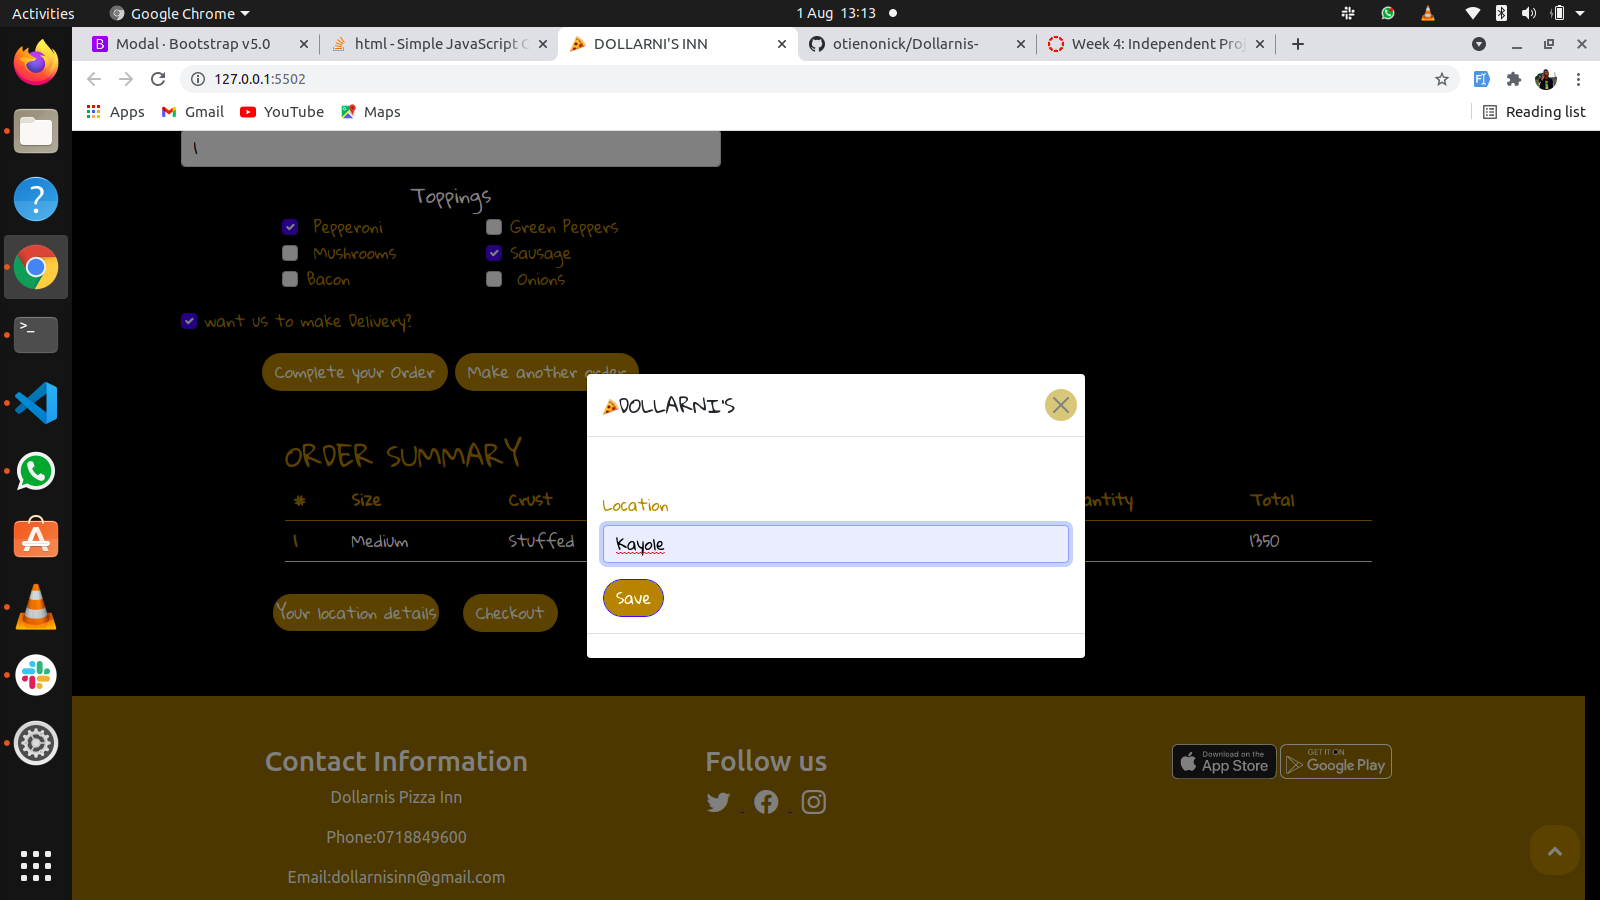 Activities
Google Chrome
1 Aug 13:13
Modal · Bootstrap v5.0
html - Simple JavaScript C
DOLLARNI'S INN
otienonick/Dollarnis-
Week 4: Independent Proj
127.0.0.1:5502
Apps
Gmail
YouTube
Maps
Reading list
1
Toppings
Pepperoni
Green Peppers
Mushrooms
Sausage
Bacon
Onions
want us to make Delivery?
Complete your Order
Make another order
DOLLARNI'S
ORDER SUMMARY
# Size Crust antity Total
1 Medium Stuffed 1350
Location
Kayole
Save
Your location details
Checkout
Contact Information
Dollarnis Pizza Inn
Phone:0718849600
Email:dollarnisinn@gmail.com
Follow us
Download on the
App Store
GET IT ON
Google Play